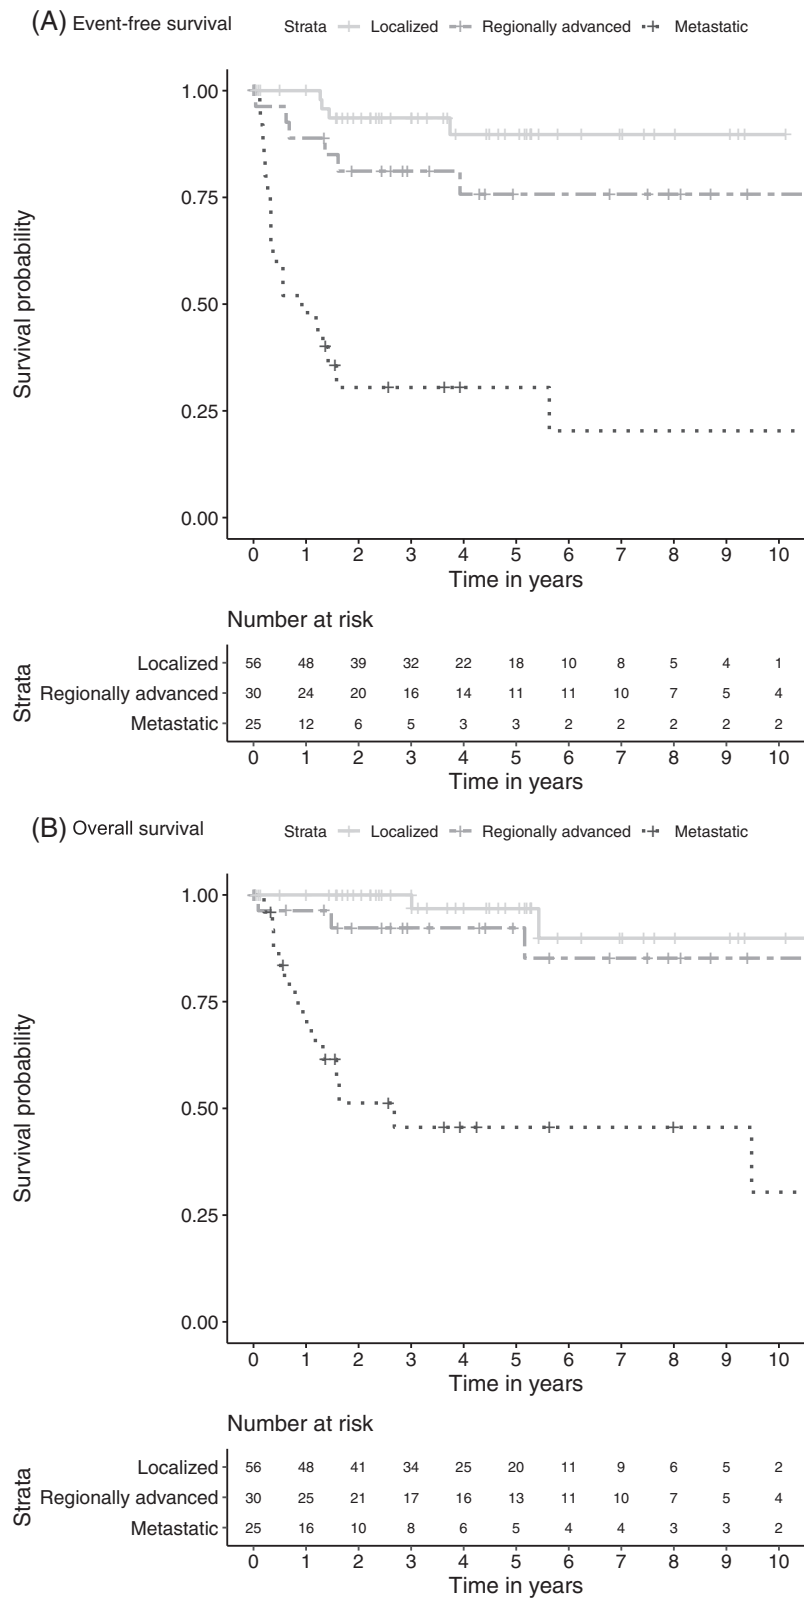 (A) Event-free survival Strata Localized Regionally advanced Metastatic
1.00
0.75
0.50
0.25
0.00
Survival probability
0 1 2 3 4 5 6 7 8 9 10
Time in years
Number at risk
Strata
Localized 56 48 39 32 22 18 10 8 5 4 1
Regionally advanced 30 24 20 16 14 11 11 10 7 5 4
Metastatic 25 12 6 5 3 3 2 2 2 2 2
0 1 2 3 4 5 6 7 8 9 10
Time in years
(B) Overall survival Strata Localized Regionally advanced Metastatic
1.00
0.75
0.50
0.25
0.00
Survival probability
0 1 2 3 4 5 6 7 8 9 10
Time in years
Number at risk
Strata
Localized 56 48 41 34 25 20 11 9 6 5 2
Regionally advanced 30 25 21 17 16 13 11 10 7 5 4
Metastatic 25 16 10 8 6 5 4 4 3 3 2
0 1 2 3 4 5 6 7 8 9 10
Time in years